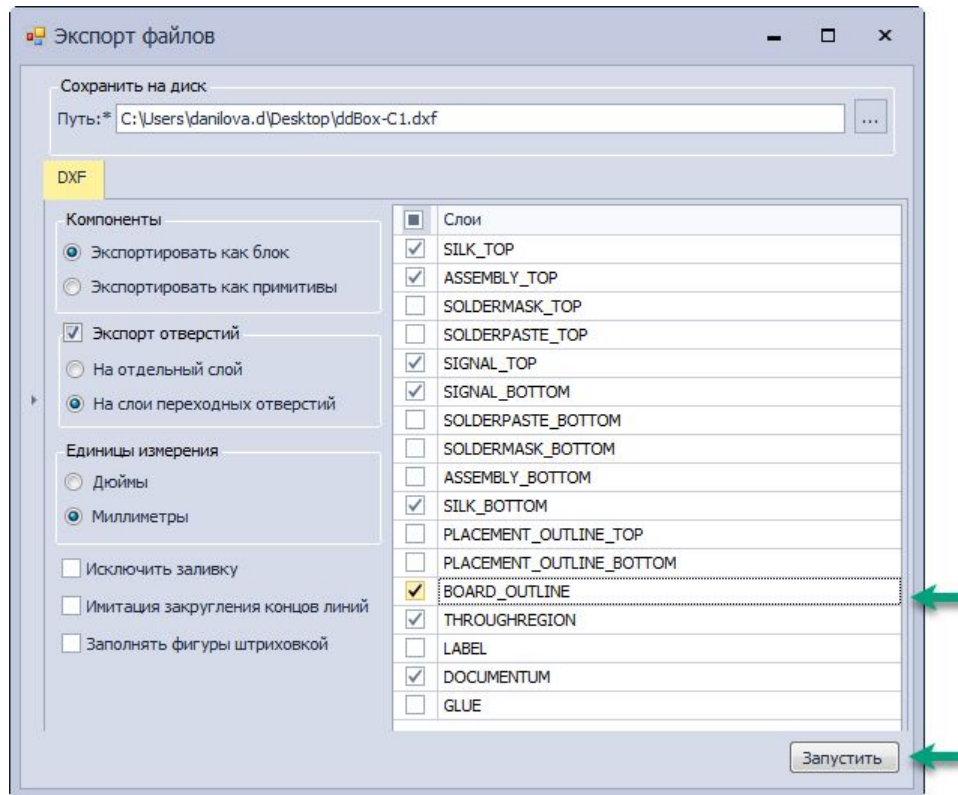 Экспорт файлов
Сохранить на диск
Путь:* C:\Users\danilova.d\Desktop\ddBox-C1.dxf ...
DXF
Компоненты
Экспортировать как блок
Экспортировать как примитивы
Экспорт отверстий
На отдельный слой
На слои переходных отверстий
Единицы измерения
Дюймы
Миллиметры
Исключить заливку
Имитация закругления концов линий
Заполнять фигуры штриховкой
Слои
SILK_TOP
ASSEMBLY_TOP
SOLDERMASK_TOP
SOLDERPASTE_TOP
SIGNAL_TOP
SIGNAL_BOTTOM
SOLDERPASTE_BOTTOM
SOLDERMASK_BOTTOM
ASSEMBLY_BOTTOM
SILK_BOTTOM
PLACEMENT_OUTLINE_TOP
PLACEMENT_OUTLINE_BOTTOM
BOARD_OUTLINE
THROUGHREGION
LABEL
DOCUMENTUM
GLUE
Запустить